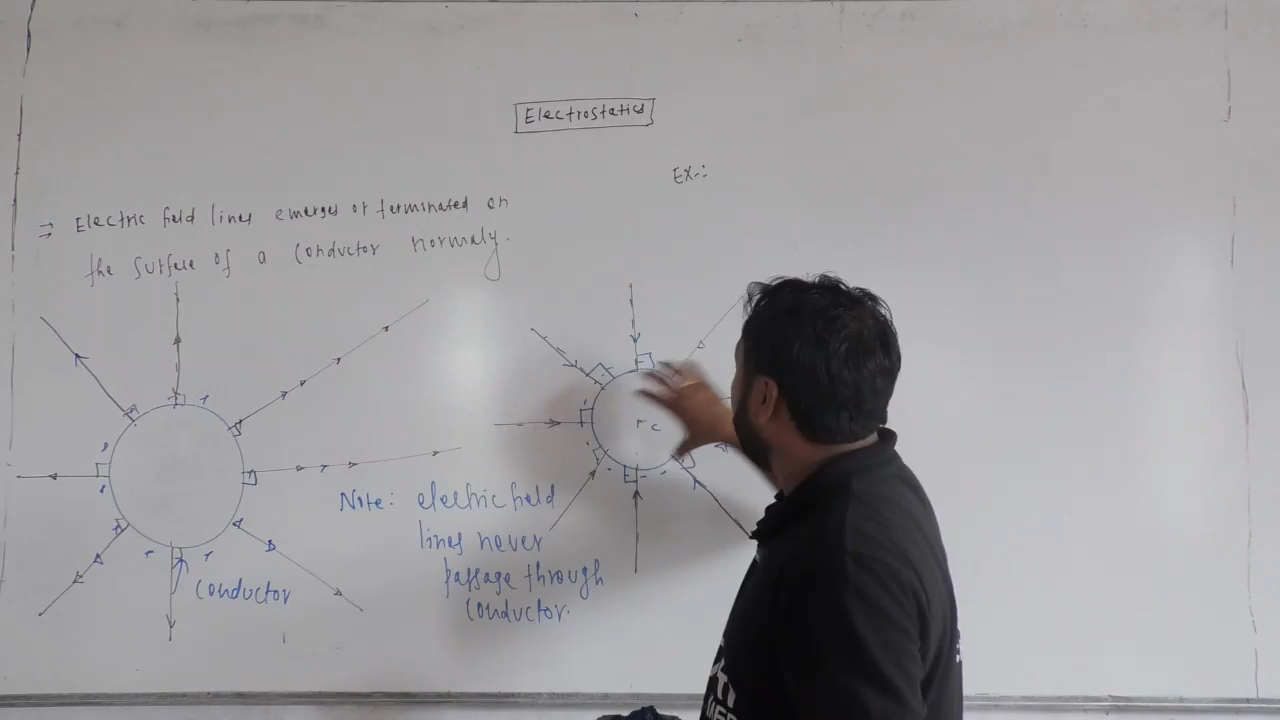 Electrostatics
Ex-:
⇒ Electric field lines emerges or terminated on
the surface of a conductor normaly.
Note: electric field
lines never
passage through
conductor.
conductor